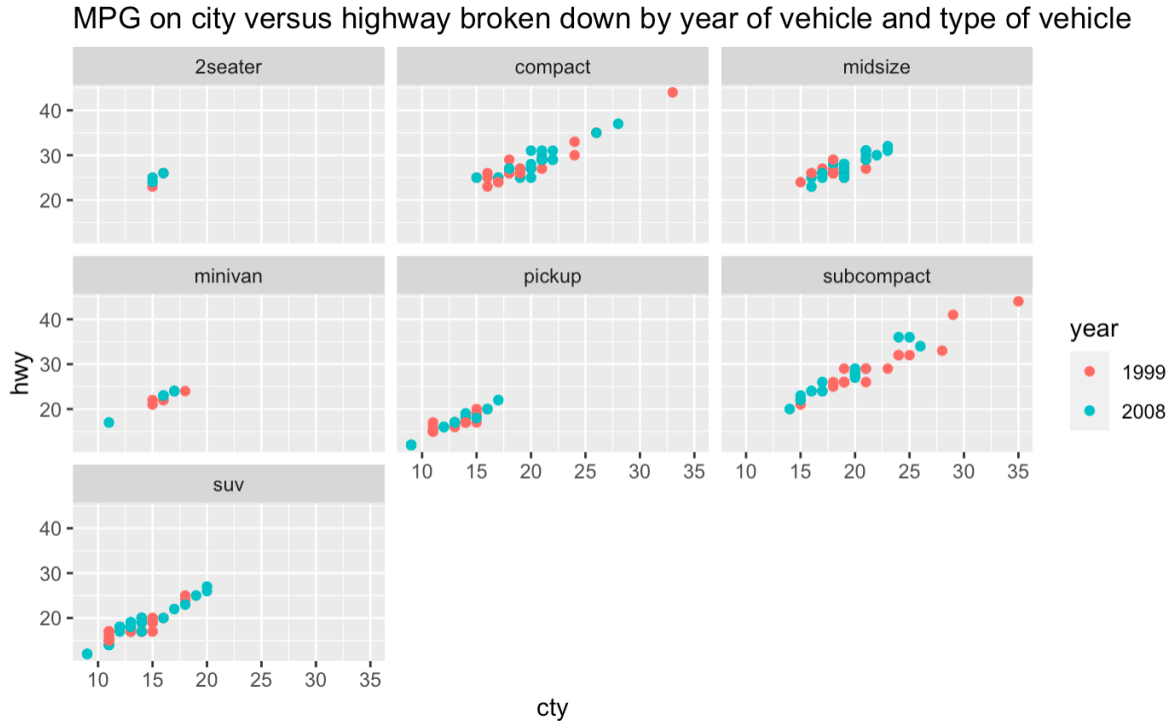 MPG on city versus highway broken down by year of vehicle and type of vehicle
2seater compact midsize
40
30
20
minivan pickup subcompact
40
30
20
10 15 20 25 30 35 10 15 20 25 30 35
suv
40
30
20
10 15 20 25 30 35
cty
hwy
year
1999
2008